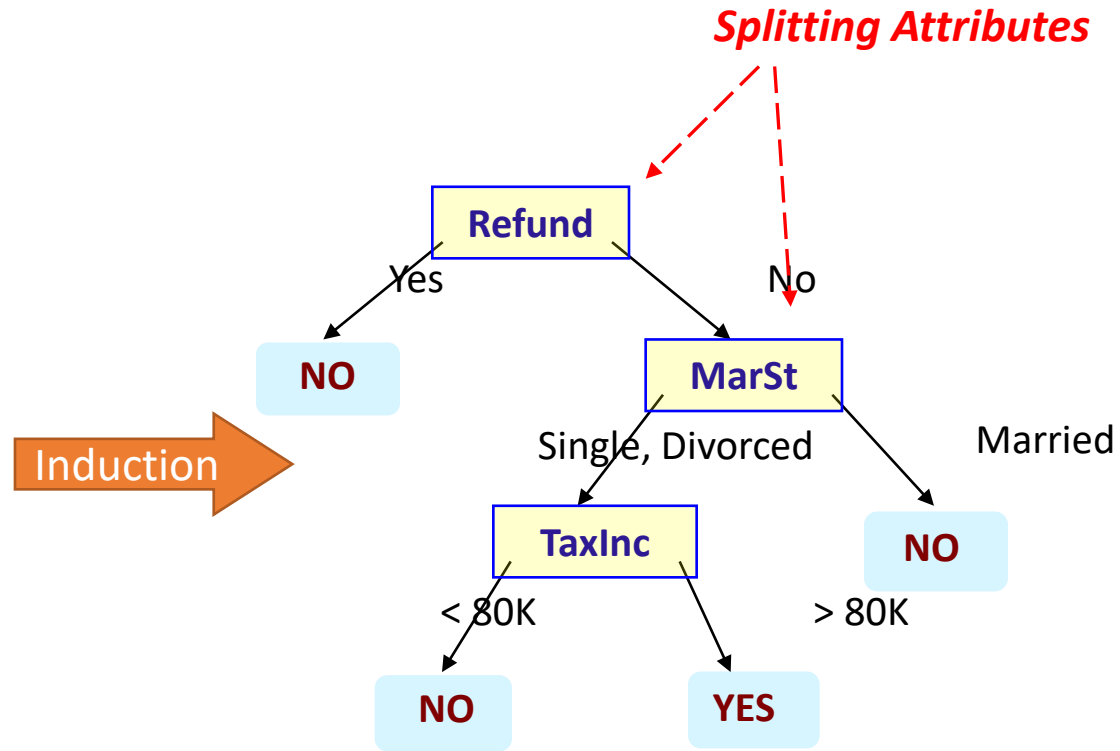 Splitting Attributes
Refund
Yes
No
NO
MarSt
Induction
Single, Divorced
Married
TaxInc
NO
< 80K
> 80K
NO
YES